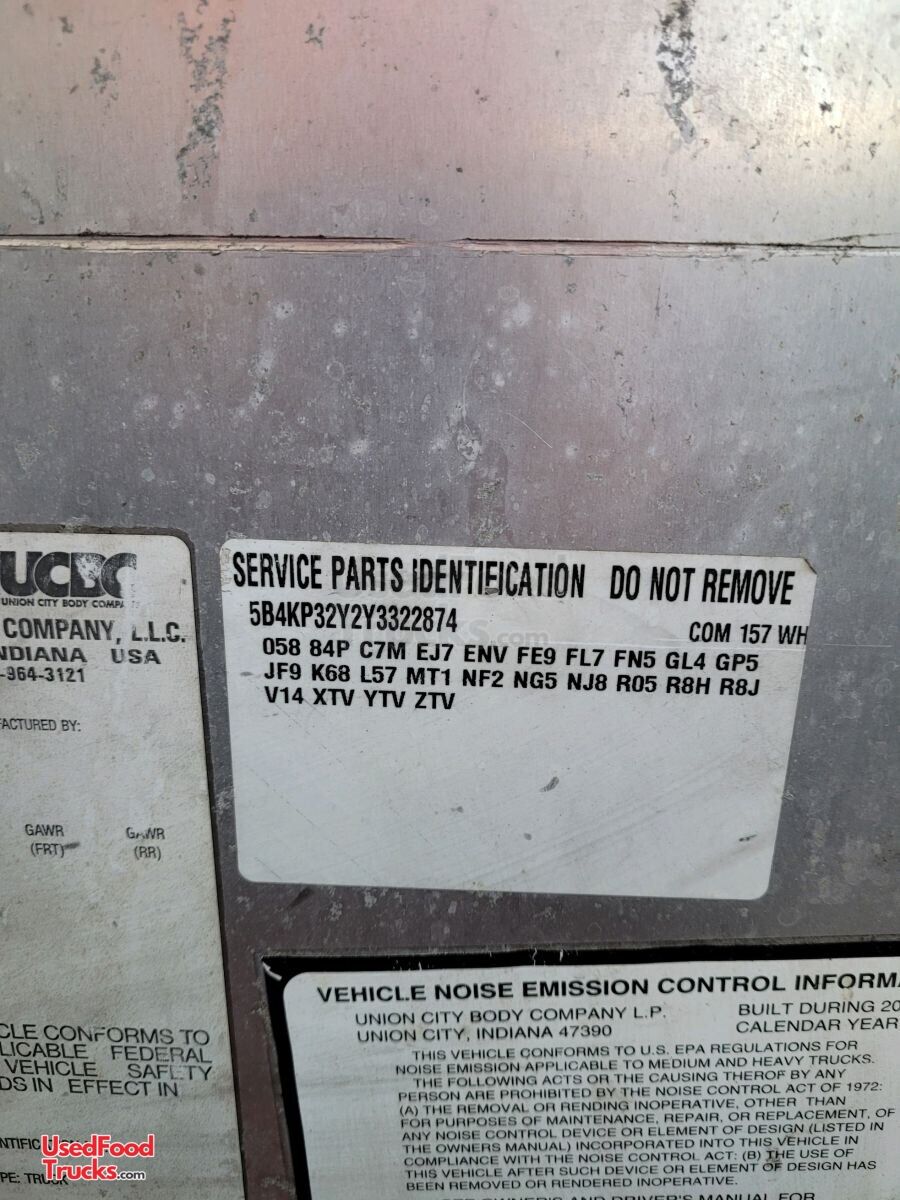 UCBC
UNION CITY BODY COMPA
COMPANY, L.L.C.
INDIANA USA
-964-3121
FACTURED BY:
GAWR GAWR
(FRT) (RR)
CLE CONFORMS TO
LICABLE FEDERAL
VEHICLE SAFETY
DS IN EFFECT IN
PE: TRUCK
SERVICE PARTS IDENTIFICATION DO NOT REMOVE
5B4KP32Y2Y3322874 COM 157 WH
058 84P C7M EJ7 ENV FE9 FL7 FN5 GL4 GP5
JF9 K68 L57 MT1 NF2 NG5 NJ8 R05 R8H R8J
V14 XTV YTV ZTV
VEHICLE NOISE EMISSION CONTROL INFORMA
UNION CITY BODY COMPANY L.P. BUILT DURING 20
UNION CITY, INDIANA 47390 CALENDAR YEAR
THIS VEHICLE CONFORMS TO U.S. EPA REGULATIONS FOR
NOISE EMISSION APPLICABLE TO MEDIUM AND HEAVY TRUCKS.
THE FOLLOWING ACTS OR THE CAUSING THEROF BY ANY
PERSON ARE PROHIBITED BY THE NOISE CONTROL ACT OF 1972:
(A) THE REMOVAL OR RENDING INOPERATIVE, OTHER THAN
FOR PURPOSES OF MAINTENANCE, REPAIR, OR REPLACEMENT, OF
ANY NOISE CONTROL DEVICE OR ELEMENT OF DESIGN (LISTED IN
THE OWNERS MANUAL) INCORPORATED INTO THIS VEHICLE IN
COMPLIANCE WITH THE NOISE CONTROL ACT: (B) THE USE OF
THIS VEHICLE AFTER SUCH DEVICE OR ELEMENT OF DESIGN HAS
BEEN REMOVED OR RENDERED INOPERATIVE.
OWNER'S AND DRIVER'S MANUAL FOR
UsedFood
Trucks.com